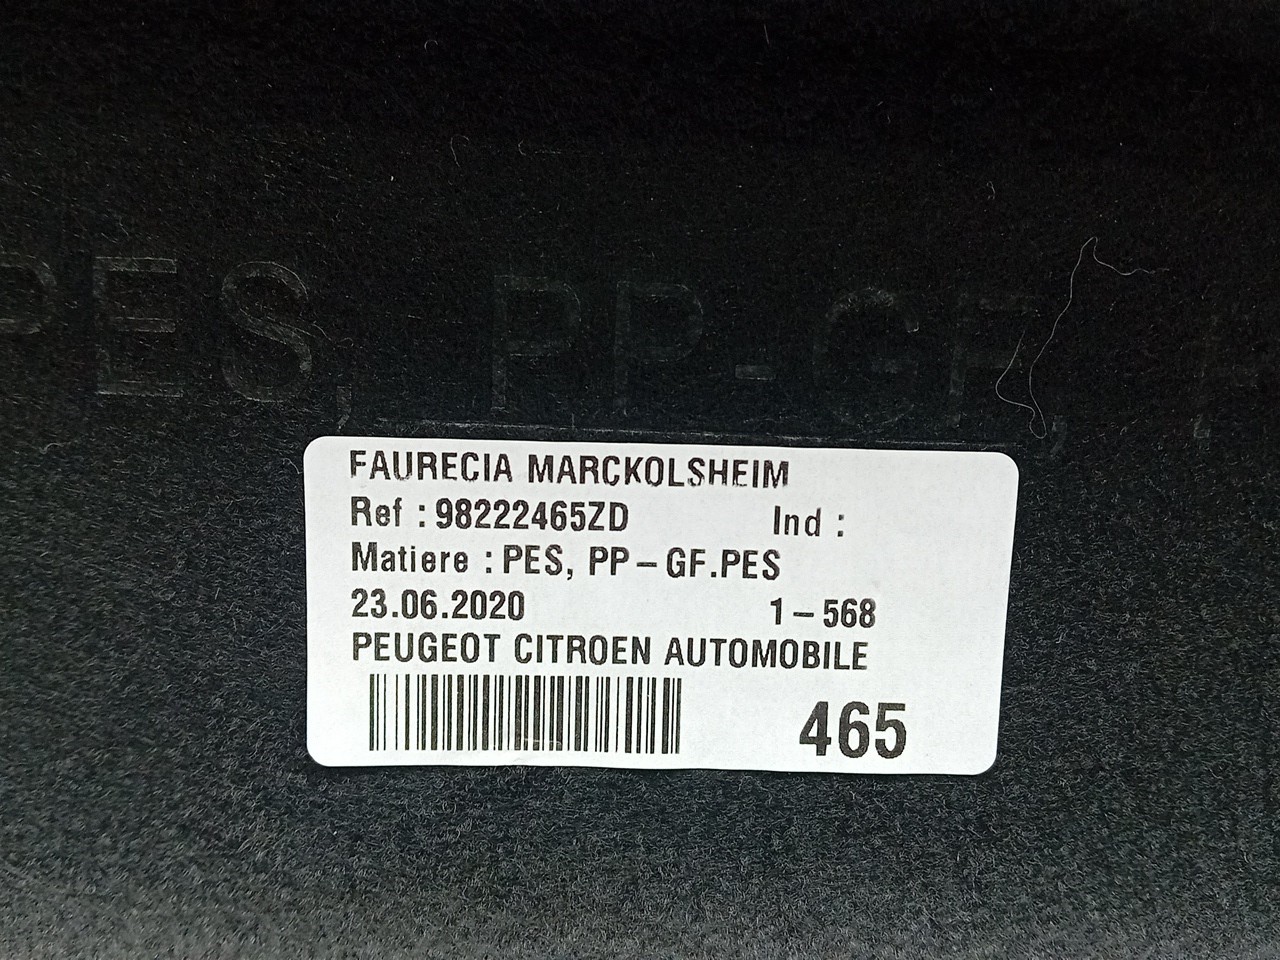 PES, PP-GF,
FAURECIA MARCKOLSHEIM
Ref : 98222465ZD Ind :
Matiere : PES, PP-GF.PES
23.06.2020 1-568
PEUGEOT CITROEN AUTOMOBILE
465